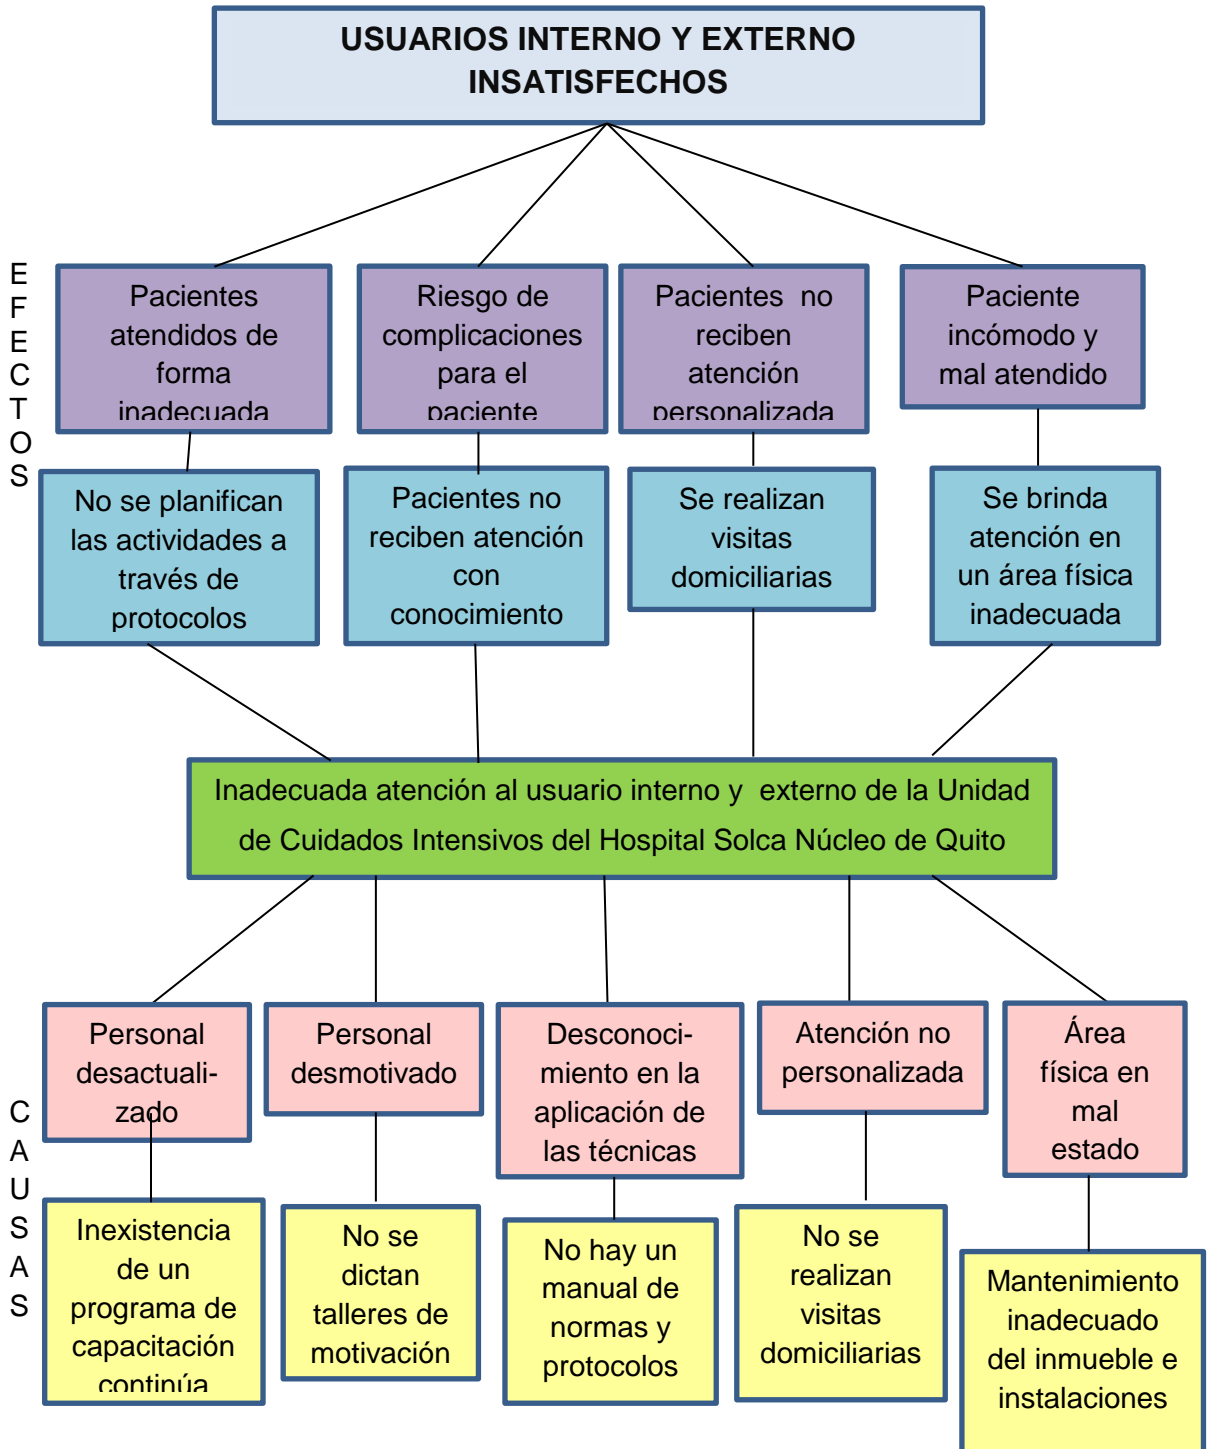 USUARIOS INTERNO Y EXTERNO
INSATISFECHOS
E
F
E
C
T
O
S
Pacientes
atendidos de
forma
inadecuada
Riesgo de
complicaciones
para el
paciente
Pacientes no
reciben
atención
personalizada
Paciente
incómodo y
mal atendido
No se planifican
las actividades a
través de
protocolos
Pacientes no
reciben atención
con
conocimiento
Se realizan
visitas
domiciliarias
Se brinda
atención en
un área física
inadecuada
Inadecuada atención al usuario interno y externo de la Unidad
de Cuidados Intensivos del Hospital Solca Núcleo de Quito
C
A
U
S
A
S
Personal
desactuali-
zado
Personal
desmotivado
Desconoci-
miento en la
aplicación de
las técnicas
Atención no
personalizada
Área
física en
mal
estado
Inexistencia
de un
programa de
capacitación
continúa
No se
dictan
talleres de
motivación
No hay un
manual de
normas y
protocolos
No se
realizan
visitas
domiciliarias
Mantenimiento
inadecuado
del inmueble e
instalaciones